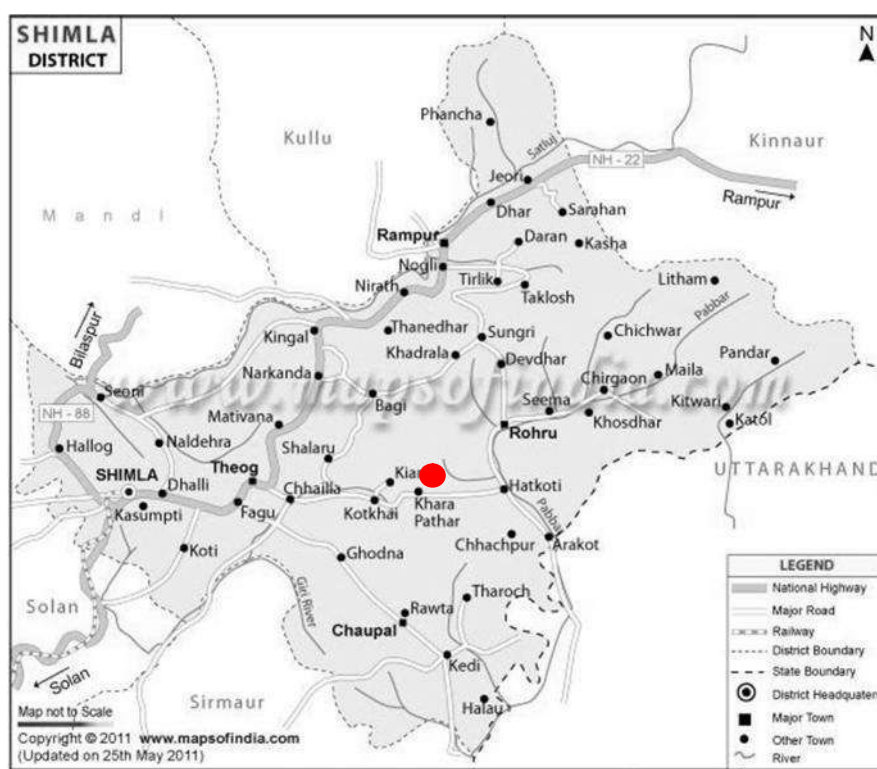 SHIMLA
DISTRICT
N
Phancha
Kullu
Kinnaur
Satluj
NH - 22
Jeori
Rampur
Mandi
Dhar
Sarahan
Rampur
Daran
Kasha
Nogli
Nirath
Tirlik
Taklosh
Litham
Pabbar
Bilaspur
Kingal
Thanedhar
Sungri
Chichwar
Khadrala
Devdhar
Pandar
Narkanda
Chirgaon
Maila
www.mapsofindia.com
Seoni
Bagi
Seema
Kitwari
NH - 88
Mativana
Khosdhar
Hallog
Naldehra
Rohru
Shalaru
SHIMLA
Theog
UTTARAKHAND
Dhalli
Chhailla
Hatkoti
Kasumpti
Fagu
Kotkhai
Khara
Pathar
Pabbar
Koti
Ghodna
Chhachpur
Arakot
Giri River
Solan
Rawta
Tharoch
Chaupal
Kedi
Solan
Sirmaur
Halau
LEGEND
National Highway
Major Road
Railway
District Boundary
State Boundary
District Headquater
Major Town
Other Town
River
Map not to Scale
Copyright © 2011 www.mapsofindia.com
(Updated on 25th May 2011)